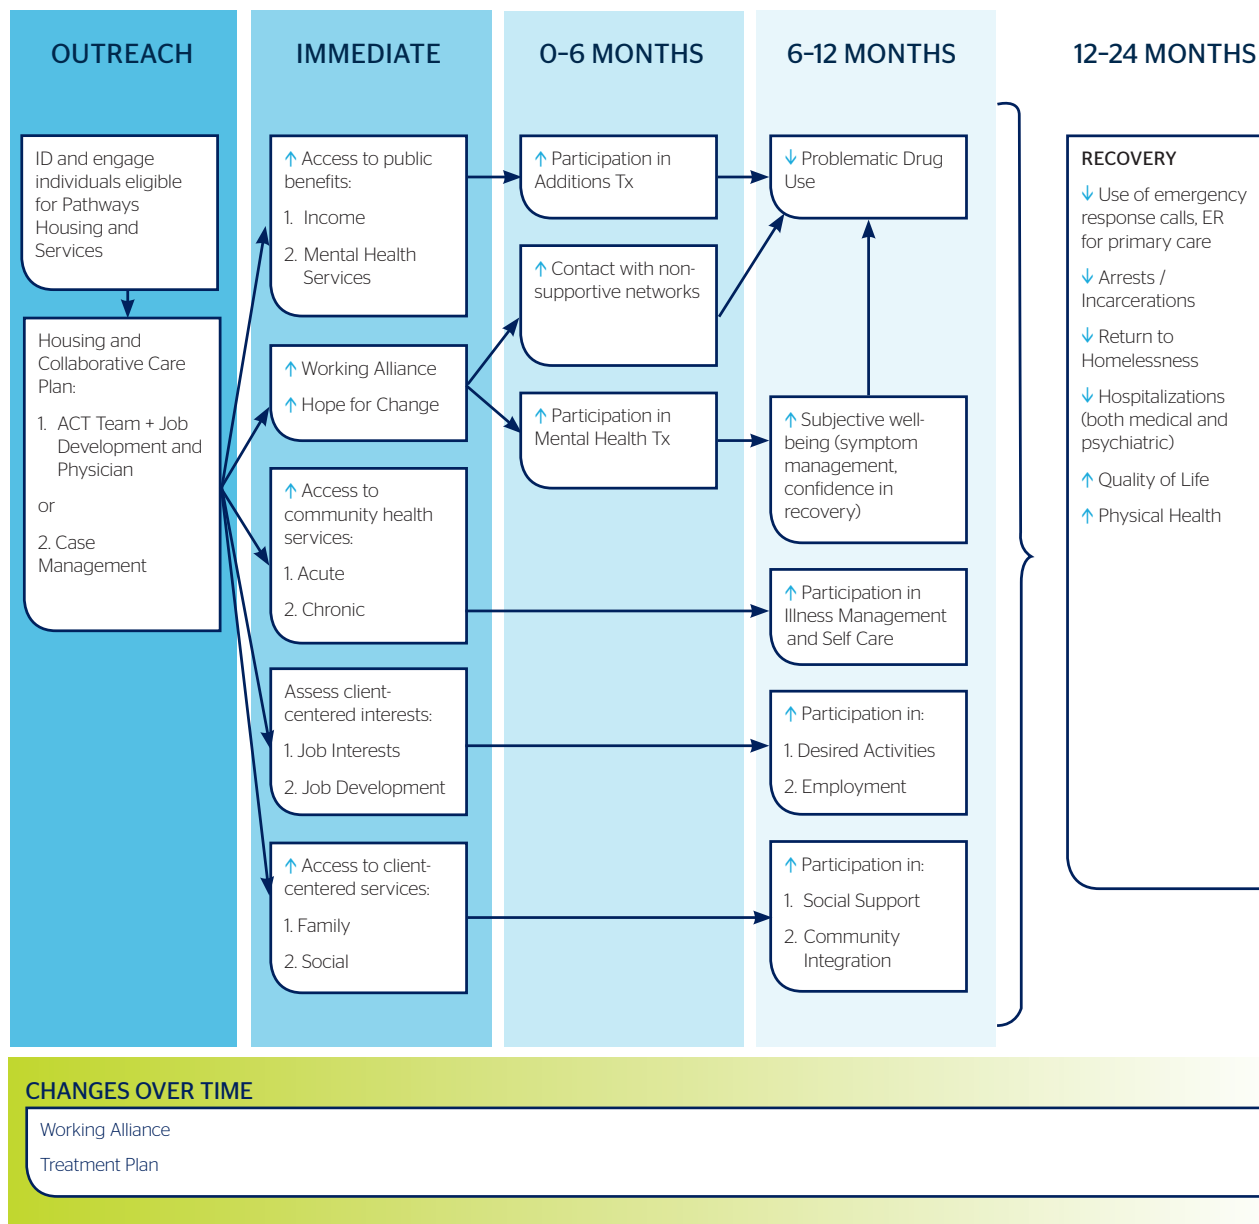 OUTREACH
ID and engage
individuals eligible
for Pathways
Housing and
Services
Housing and
Collaborative Care
Plan:
1. ACT Team + Job
Development and
Physician
or
2. Case
Management
IMMEDIATE
↑ Access to public
benefits:
1. Income
2. Mental Health
Services
↑ Working Alliance
↑ Hope for Change
↑ Access to
community health
services:
1. Acute
2. Chronic
Assess client-
centered interests:
1. Job Interests
2. Job Development
↑ Access to client-
centered services:
1. Family
2. Social
0-6 MONTHS
↑ Participation in
Additions Tx
↑ Contact with non-
supportive networks
↑ Participation in
Mental Health Tx
6-12 MONTHS
↓ Problematic Drug
Use
↑ Subjective well-
being (symptom
management,
confidence in
recovery)
↑ Participation in
Illness Management
and Self Care
↑ Participation in:
1. Desired Activities
2. Employment
↑ Participation in:
1. Social Support
2. Community
Integration
12-24 MONTHS
RECOVERY
↓ Use of emergency
response calls, ER
for primary care
↓ Arrests /
Incarcerations
↓ Return to
Homelessness
↓ Hospitalizations
(both medical and
psychiatric)
↑ Quality of Life
↑ Physical Health
CHANGES OVER TIME
Working Alliance
Treatment Plan